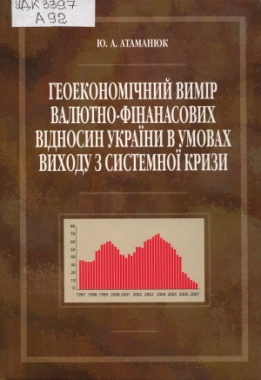 УДК 339.7
А 92
Ю. А. АТАМАНЮК
ГЕОЕКОНОМІЧНИЙ ВИМІР
ВАЛЮТНО-ФІНАНАСОВИХ
ВІДНОСИН УКРАЇНИ В УМОВАХ
ВИХОДУ З СИСТЕМНОЇ КРИЗИ
80
70
60
50
40
30
20
10
0
1997 1998 1999 2000 2001 2002 2003 2004 2005 2006 2007